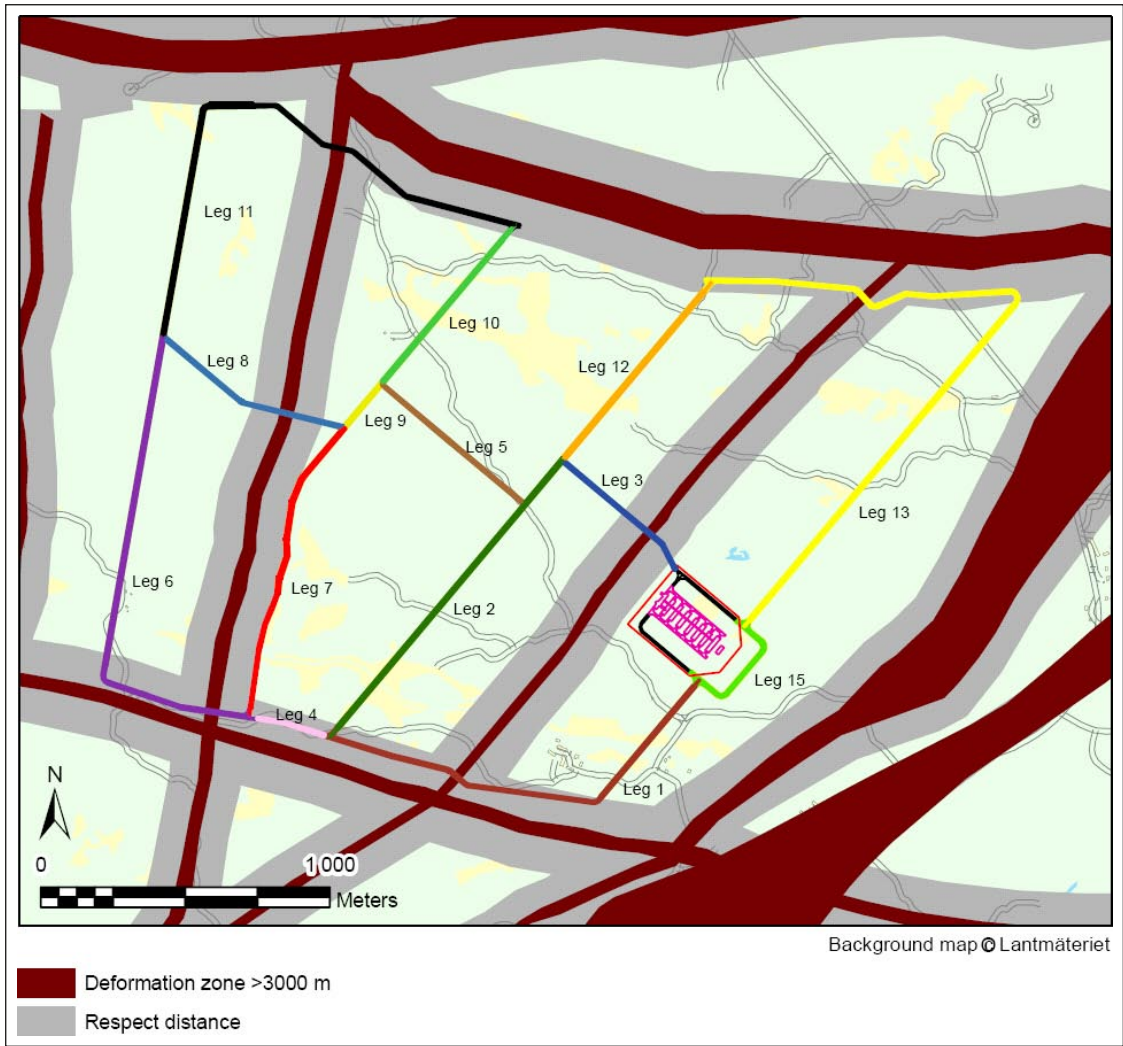 Leg 11
Leg 10
Leg 8
Leg 12
Leg 9
Leg 5
Leg 3
Leg 13
Leg 6
Leg 7
Leg 2
Leg 15
Leg 4
Leg 1
N
0 1 000
Meters
Background map © Lantmäteriet
Deformation zone >3000 m
Respect distance